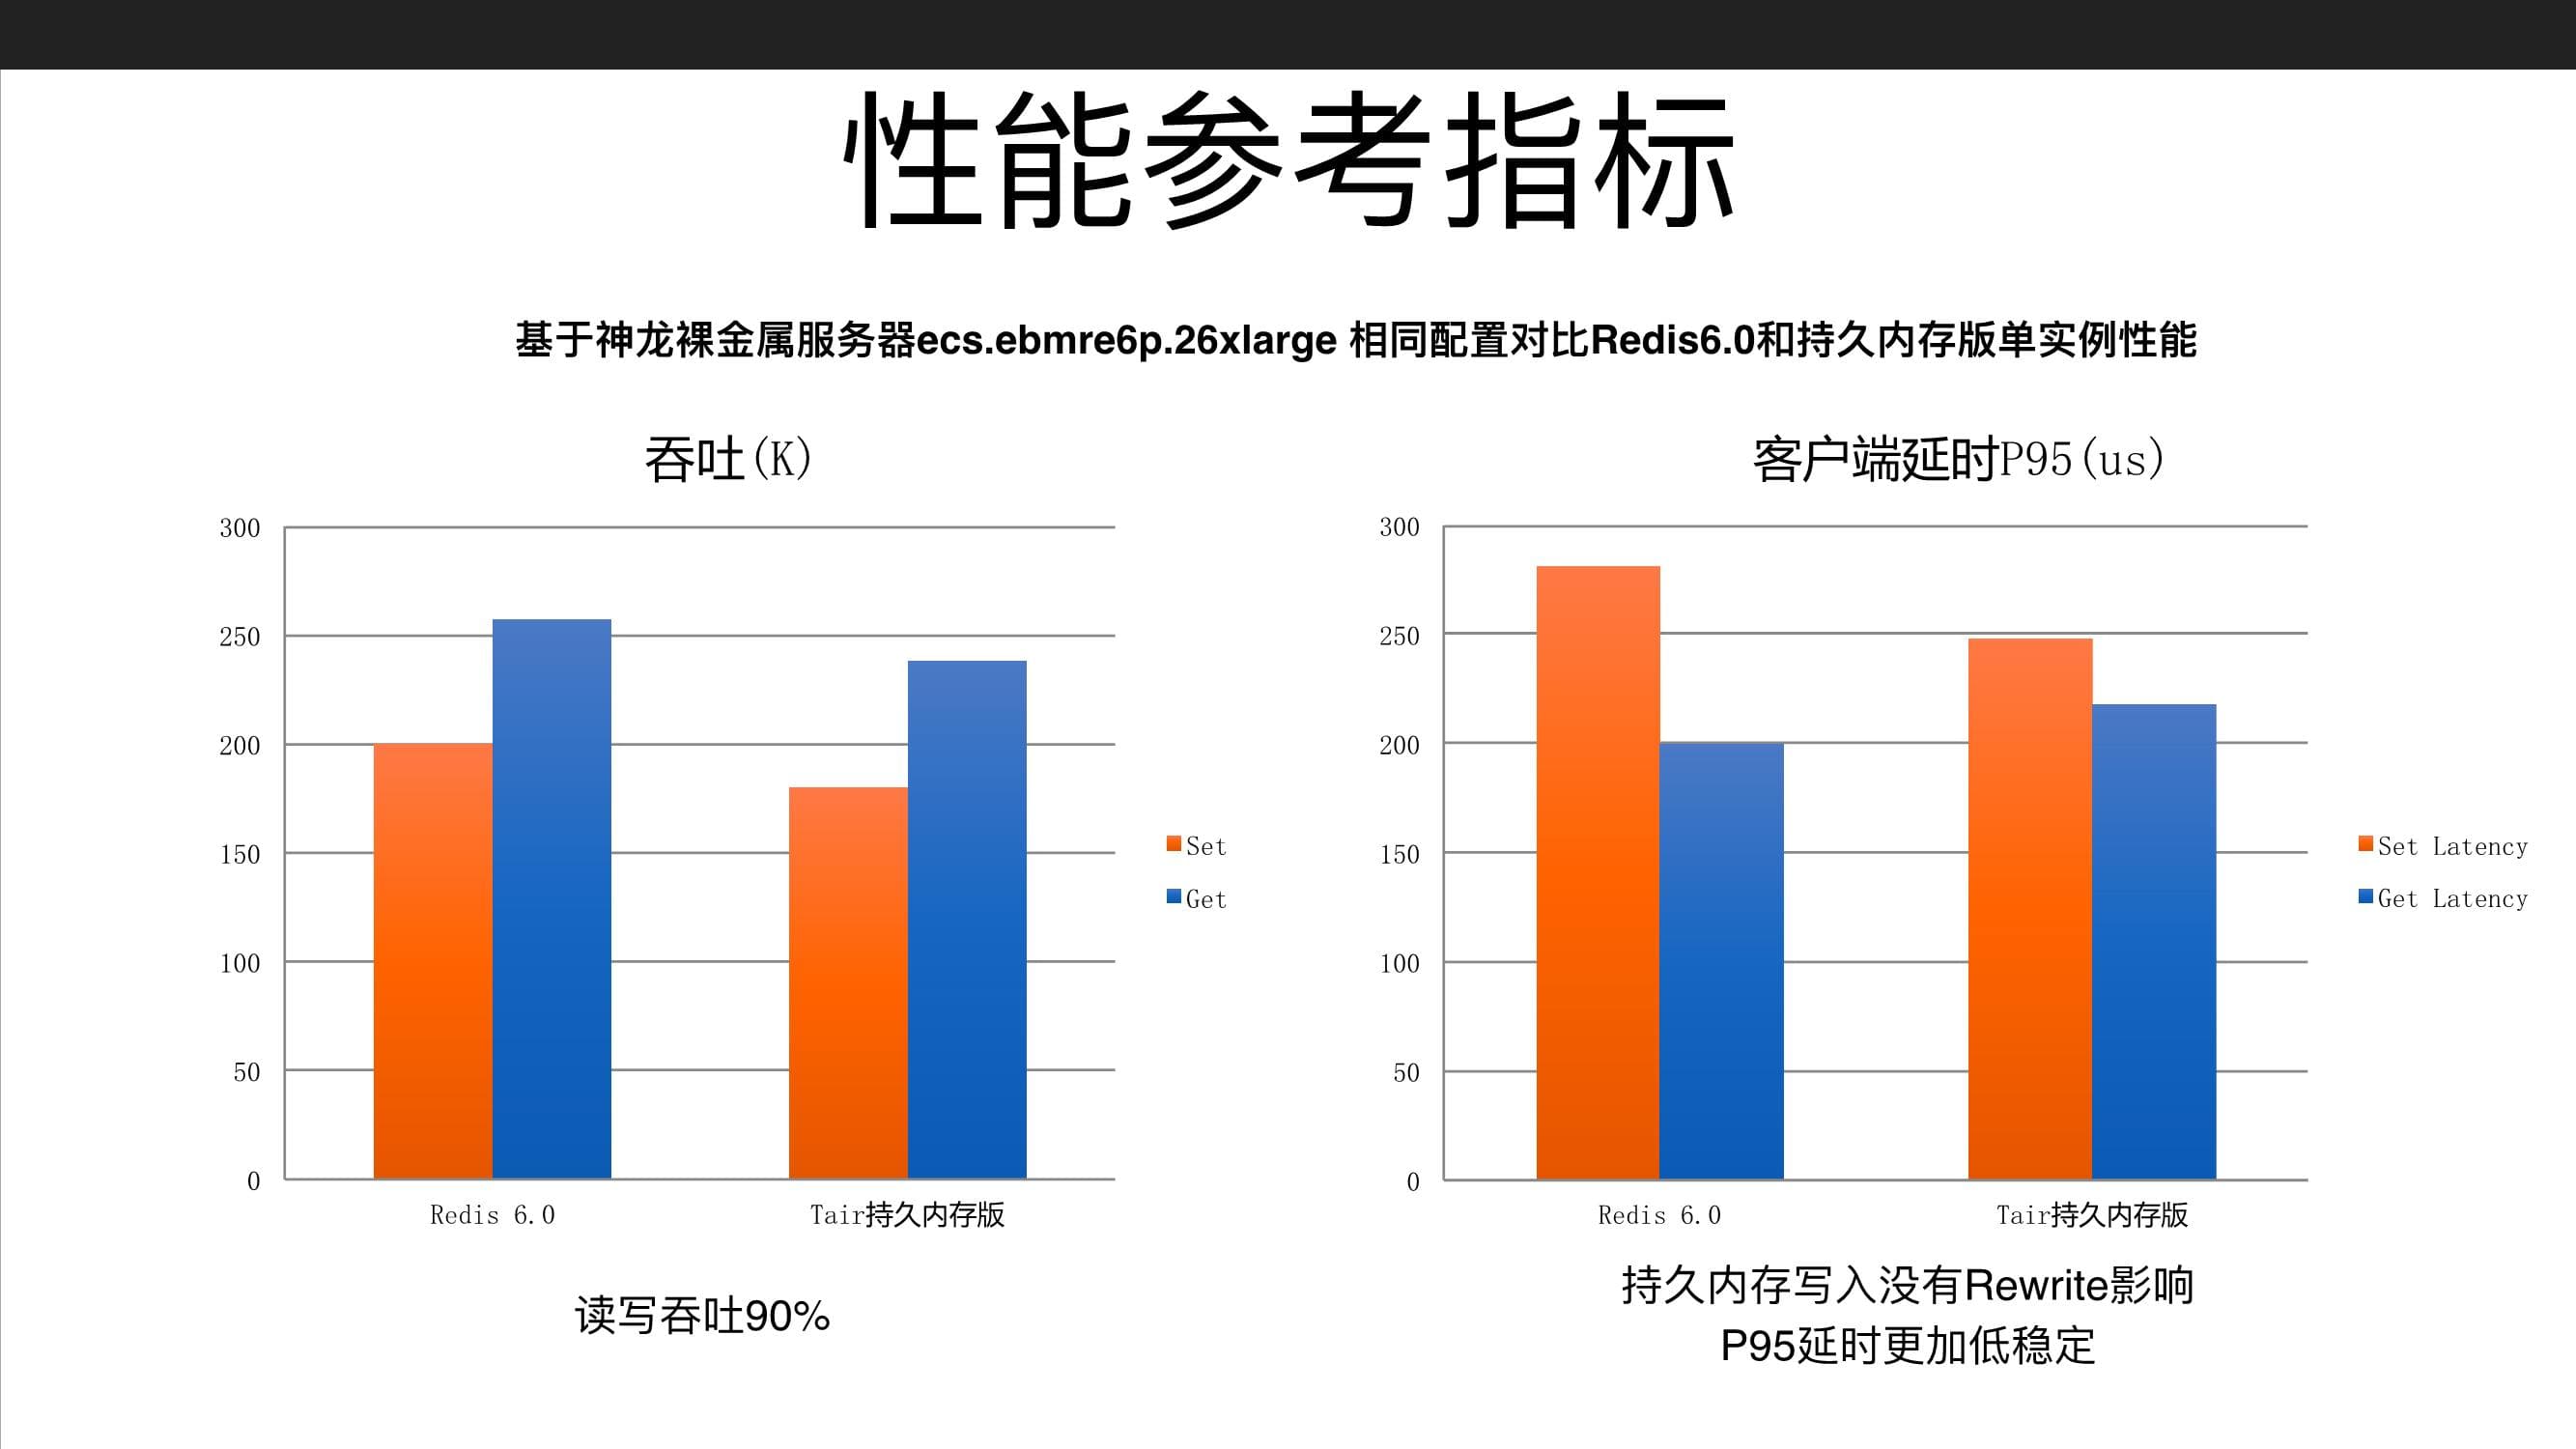 性能参考指标
基于神龙裸金属服务器ecs.ebmre6p.26xlarge 相同配置对比Redis6.0和持久内存版单实例性能
吞吐(K)
300
250
200
150
100
50
0
Redis 6.0
Tair持久内存版
Set
Get
读写吞吐90%
客户端延时P95(us)
300
250
200
150
100
50
0
Redis 6.0
Tair持久内存版
Set Latency
Get Latency
持久内存写入没有Rewrite影响
P95延时更加低稳定